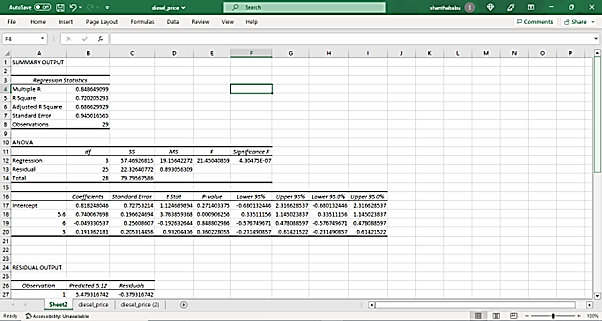 AutoSave Off diesel_price Search shanthababu
File Home Insert Page Layout Formulas Data Review View Help Comments Share
F4 fx
A B C D E F G H I J K L M N O P
1 SUMMARY OUTPUT
2
3 Regression Statistics
4 Multiple R 0.848649099
5 R Square 0.720205293
6 Adjusted R Square 0.686629929
7 Standard Error 0.945016565
8 Observations 29
9
10 ANOVA
11 df SS MS F Significance F
12 Regression 3 57.46926815 19.15642272 21.45040859 4.30475E-07
13 Residual 25 22.32640772 0.893056309
14 Total 28 79.79567586
15
16 Coefficients Standard Error t Stat P-value Lower 95% Upper 95% Lower 95.0% Upper 95.0%
17 Intercept 0.818248046 0.72753214 1.124689894 0.271403375 -0.680132446 2.316628537 -0.680132446 2.316628537
18 5.6 0.740067698 0.196624694 3.763859368 0.000906256 0.33511156 1.145023837 0.33511156 1.145023837
19 6 -0.049330537 0.25608607 -0.192632644 0.848802986 -0.576749671 0.478088597 -0.576749671 0.478088597
20 5 0.191362181 0.205314456 0.93204436 0.360228055 -0.231490857 0.61421522 -0.231490857 0.61421522
21
22
23
24 RESIDUAL OUTPUT
25
26 Observation Predicted 5.12 Residuals
27 1 5.479316742 -0.379316742
Sheet2 diesel_price diesel_price (2)
Ready Accessibility: Unavailable 100%